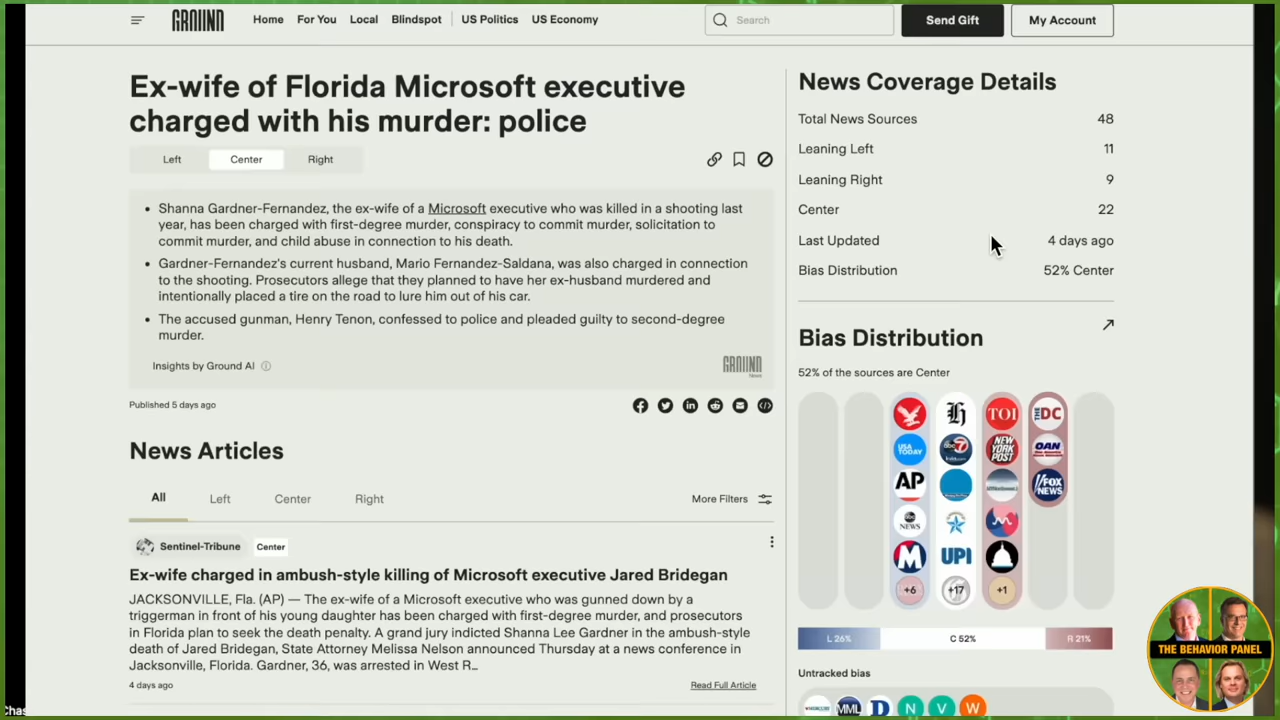 GROUND
Home
For You
Local
Blindspot
US Politics
US Economy
Search
Send Gift
My Account
Ex-wife of Florida Microsoft executive
charged with his murder: police
Left
Center
Right
• Shanna Gardner-Fernandez, the ex-wife of a Microsoft executive who was killed in a shooting last
year, has been charged with first-degree murder, conspiracy to commit murder, solicitation to
commit murder, and child abuse in connection to his death.
• Gardner-Fernandez's current husband, Mario Fernandez-Saldana, was also charged in connection
to the shooting. Prosecutors allege that they planned to have her ex-husband murdered and
intentionally placed a tire on the road to lure him out of his car.
• The accused gunman, Henry Tenon, confessed to police and pleaded guilty to second-degree
murder.
Insights by Ground AI
GROUND
News
Published 5 days ago
News Articles
All
Left
Center
Right
More Filters
Sentinel-Tribune
Center
Ex-wife charged in ambush-style killing of Microsoft executive Jared Bridegan
JACKSONVILLE, Fla. (AP) — The ex-wife of a Microsoft executive who was gunned down by a
triggerman in front of his young daughter has been charged with first-degree murder, and prosecutors
in Florida plan to seek the death penalty. A grand jury indicted Shanna Lee Gardner in the ambush-style
death of Jared Bridegan, State Attorney Melissa Nelson announced Thursday at a news conference in
Jacksonville, Florida. Gardner, 36, was arrested in West R...
4 days ago
Read Full Article
News Coverage Details
Total News Sources 48
Leaning Left 11
Leaning Right 9
Center 22
Last Updated 4 days ago
Bias Distribution 52% Center
Bias Distribution
52% of the sources are Center
h
TOI
THE DC
USA TODAY
abc 7
NEW YORK POST
OAN
AP
FOX NEWS
abc NEWS
M
UPI
+6
+17
+1
L 26%
C 52%
R 21%
Untracked bias
MML
D
N
V
W
THE BEHAVIOR PANEL
Chas